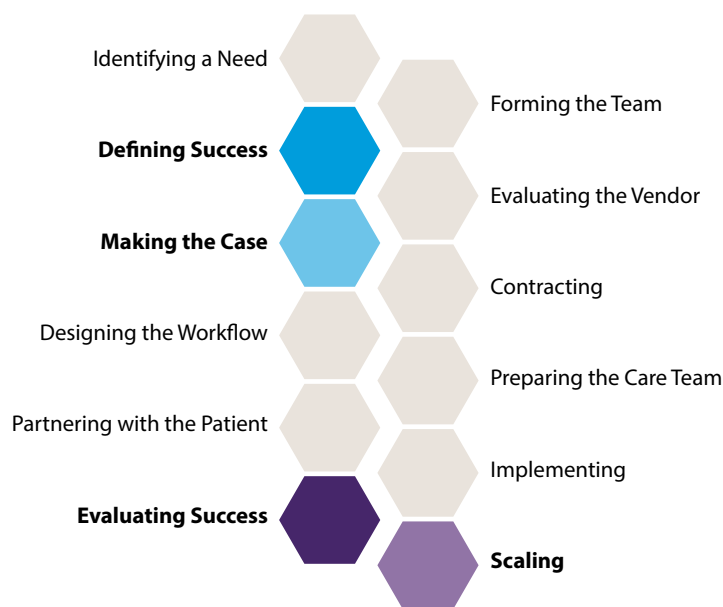 Identifying a Need
Forming the Team
Defining Success
Evaluating the Vendor
Making the Case
Contracting
Designing the Workflow
Preparing the Care Team
Partnering with the Patient
Implementing
Evaluating Success
Scaling